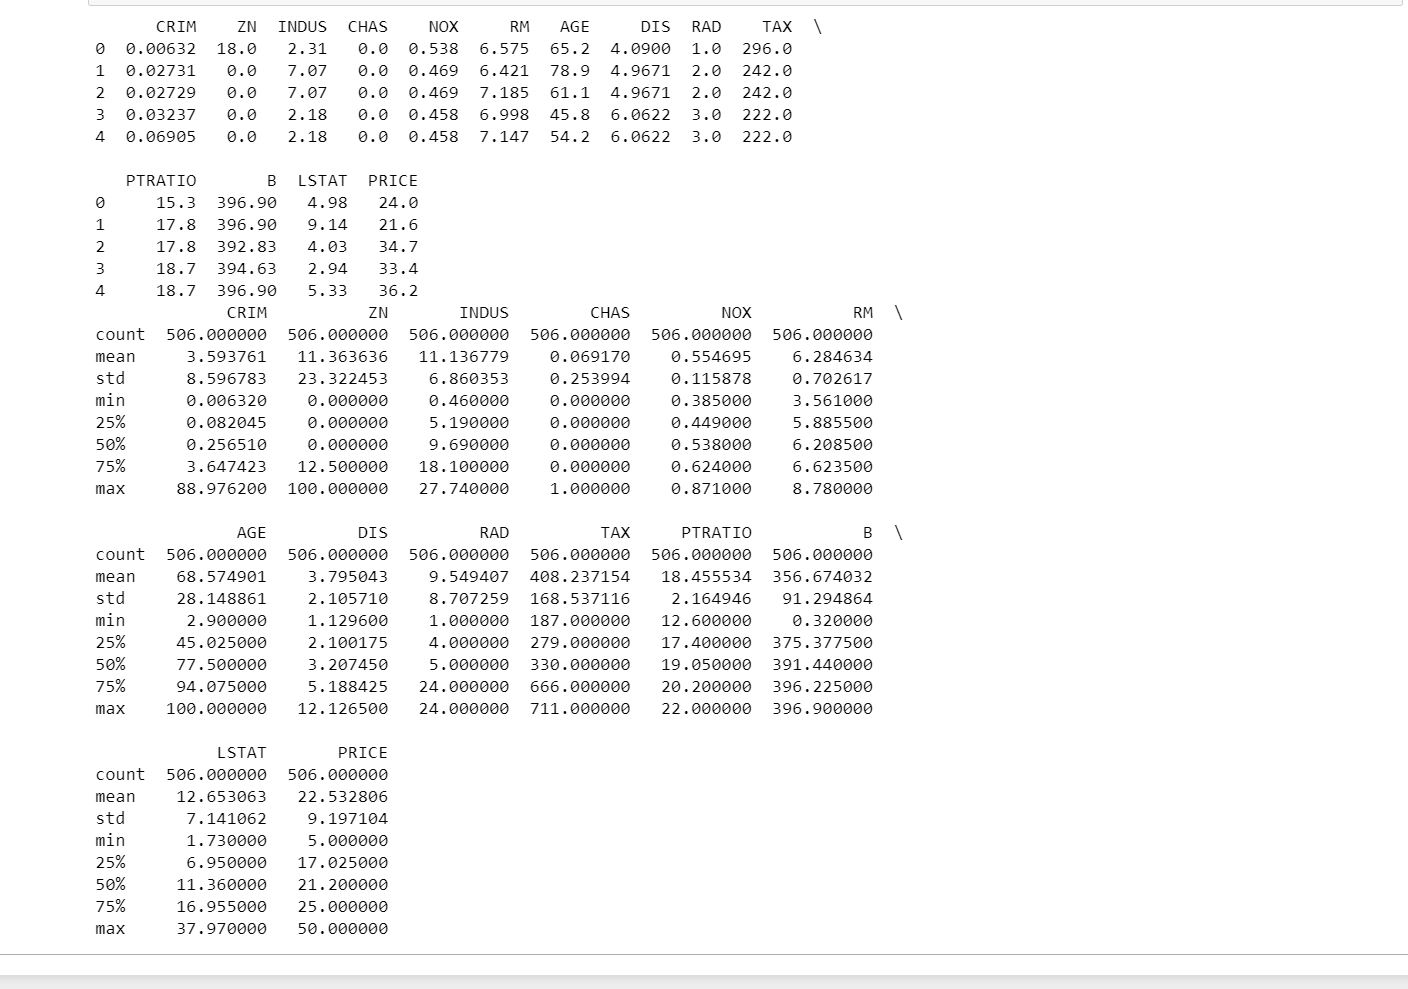 CRIM ZN INDUS CHAS NOX RM AGE DIS RAD TAX \
0 0.00632 18.0 2.31 0.0 0.538 6.575 65.2 4.0900 1.0 296.0
1 0.02731 0.0 7.07 0.0 0.469 6.421 78.9 4.9671 2.0 242.0
2 0.02729 0.0 7.07 0.0 0.469 7.185 61.1 4.9671 2.0 242.0
3 0.03237 0.0 2.18 0.0 0.458 6.998 45.8 6.0622 3.0 222.0
4 0.06905 0.0 2.18 0.0 0.458 7.147 54.2 6.0622 3.0 222.0
PTRATIO B LSTAT PRICE
0 15.3 396.90 4.98 24.0
1 17.8 396.90 9.14 21.6
2 17.8 392.83 4.03 34.7
3 18.7 394.63 2.94 33.4
4 18.7 396.90 5.33 36.2
CRIM ZN INDUS CHAS NOX RM \
count 506.000000 506.000000 506.000000 506.000000 506.000000 506.000000
mean 3.593761 11.363636 11.136779 0.069170 0.554695 6.284634
std 8.596783 23.322453 6.860353 0.253994 0.115878 0.702617
min 0.006320 0.000000 0.460000 0.000000 0.385000 3.561000
25% 0.082045 0.000000 5.190000 0.000000 0.449000 5.885500
50% 0.256510 0.000000 9.690000 0.000000 0.538000 6.208500
75% 3.647423 12.500000 18.100000 0.000000 0.624000 6.623500
max 88.976200 100.000000 27.740000 1.000000 0.871000 8.780000
AGE DIS RAD TAX PTRATIO B \
count 506.000000 506.000000 506.000000 506.000000 506.000000 506.000000
mean 68.574901 3.795043 9.549407 408.237154 18.455534 356.674032
std 28.148861 2.105710 8.707259 168.537116 2.164946 91.294864
min 2.900000 1.129600 1.000000 187.000000 12.600000 0.320000
25% 45.025000 2.100175 4.000000 279.000000 17.400000 375.377500
50% 77.500000 3.207450 5.000000 330.000000 19.050000 391.440000
75% 94.075000 5.188425 24.000000 666.000000 20.200000 396.225000
max 100.000000 12.126500 24.000000 711.000000 22.000000 396.900000
LSTAT PRICE
count 506.000000 506.000000
mean 12.653063 22.532806
std 7.141062 9.197104
min 1.730000 5.000000
25% 6.950000 17.025000
50% 11.360000 21.200000
75% 16.955000 25.000000
max 37.970000 50.000000